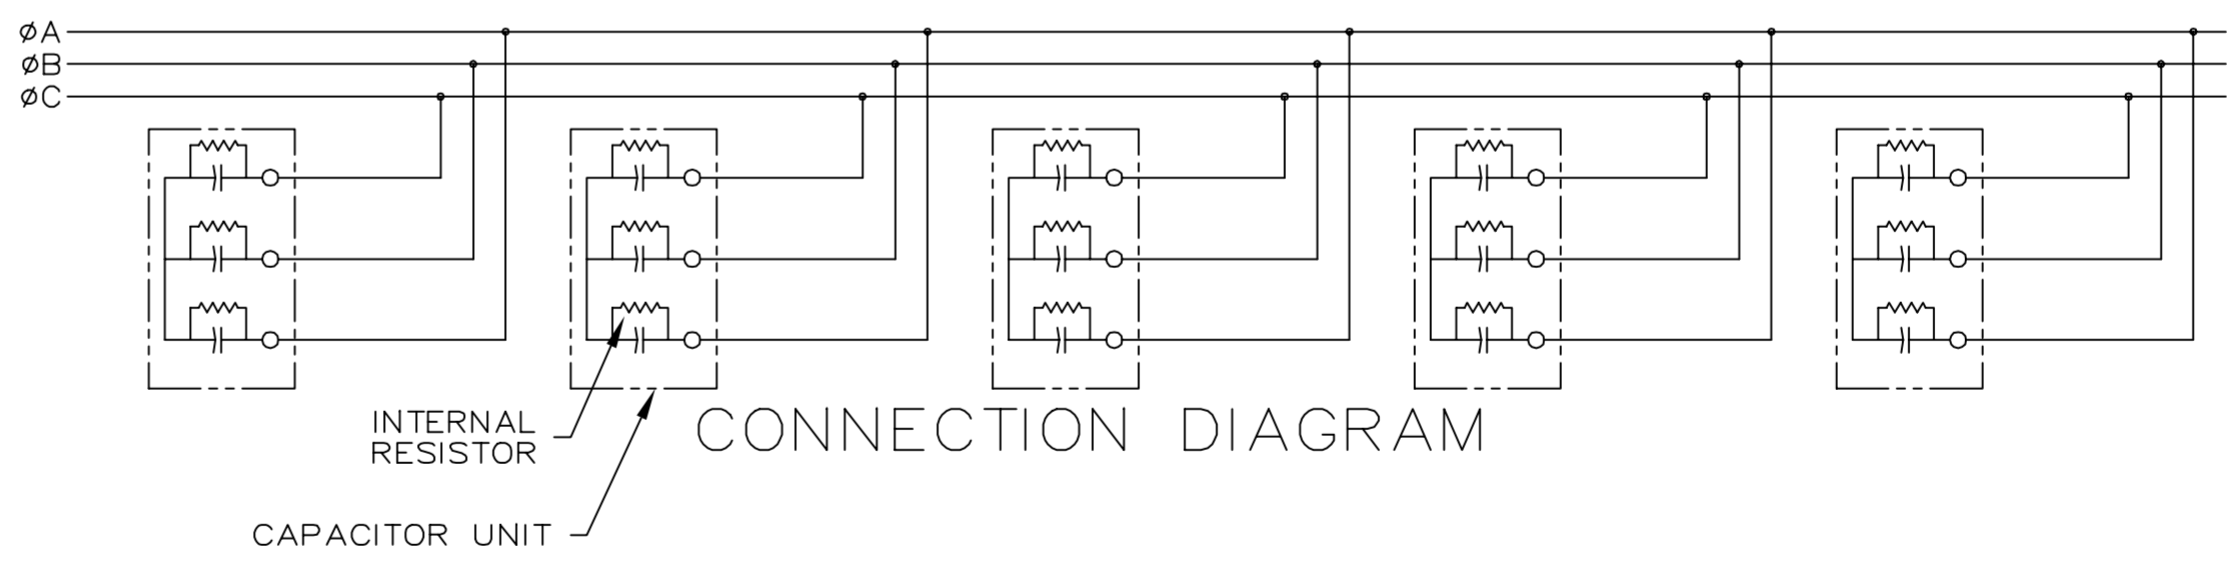 øA
øB
øC
INTERNAL
RESISTOR
CONNECTION DIAGRAM
CAPACITOR UNIT